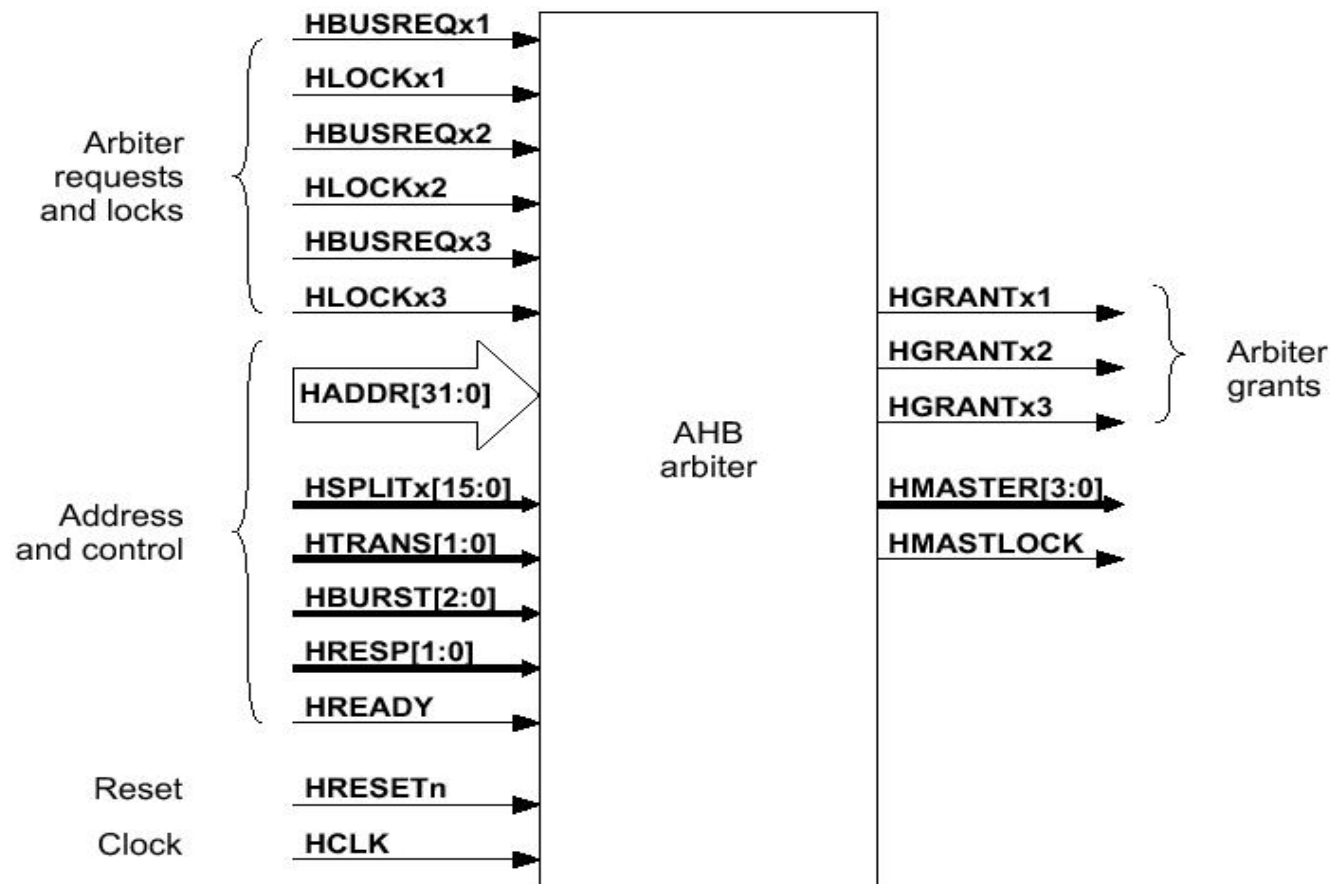 HBUSREQx1
HLOCKx1
HBUSREQx2
HLOCKx2
HBUSREQx3
HLOCKx3
Arbiter
requests
and locks
HADDR[31:0]
HSPLITx[15:0]
HTRANS[1:0]
HBURST[2:0]
HRESP[1:0]
HREADY
Address
and control
Reset
HRESETn
Clock
HCLK
AHB
arbiter
HGRANTx1
HGRANTx2
HGRANTx3
Arbiter
grants
HMASTER[3:0]
HMASTLOCK